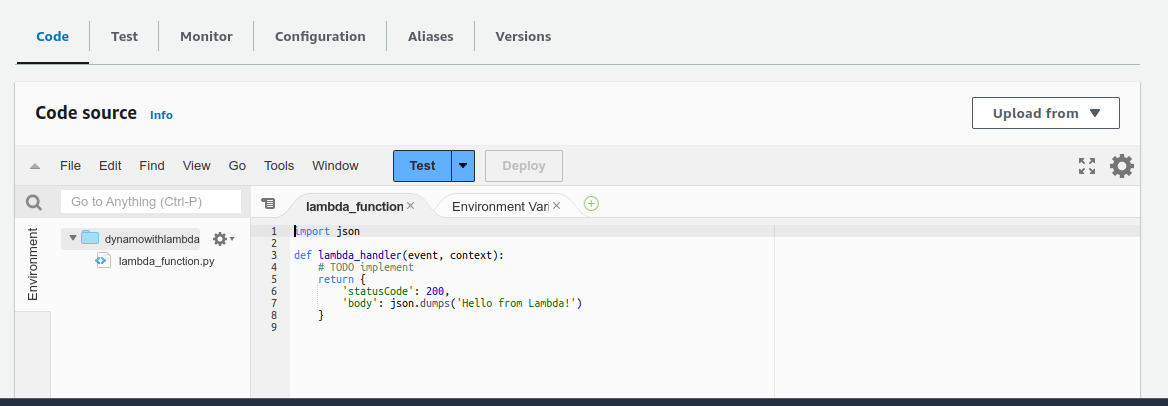 Code Test Monitor Configuration Aliases Versions
Code source Info Upload from
File Edit Find View Go Tools Window Test Deploy
Go to Anything (Ctrl-P)
Environment
dynamowithlambda
lambda_function.py
lambda_function Environment Var
1 import json
2
3 def lambda_handler(event, context):
4 # TODO implement
5 return {
6 'statusCode': 200,
7 'body': json.dumps('Hello from Lambda!')
8 }
9